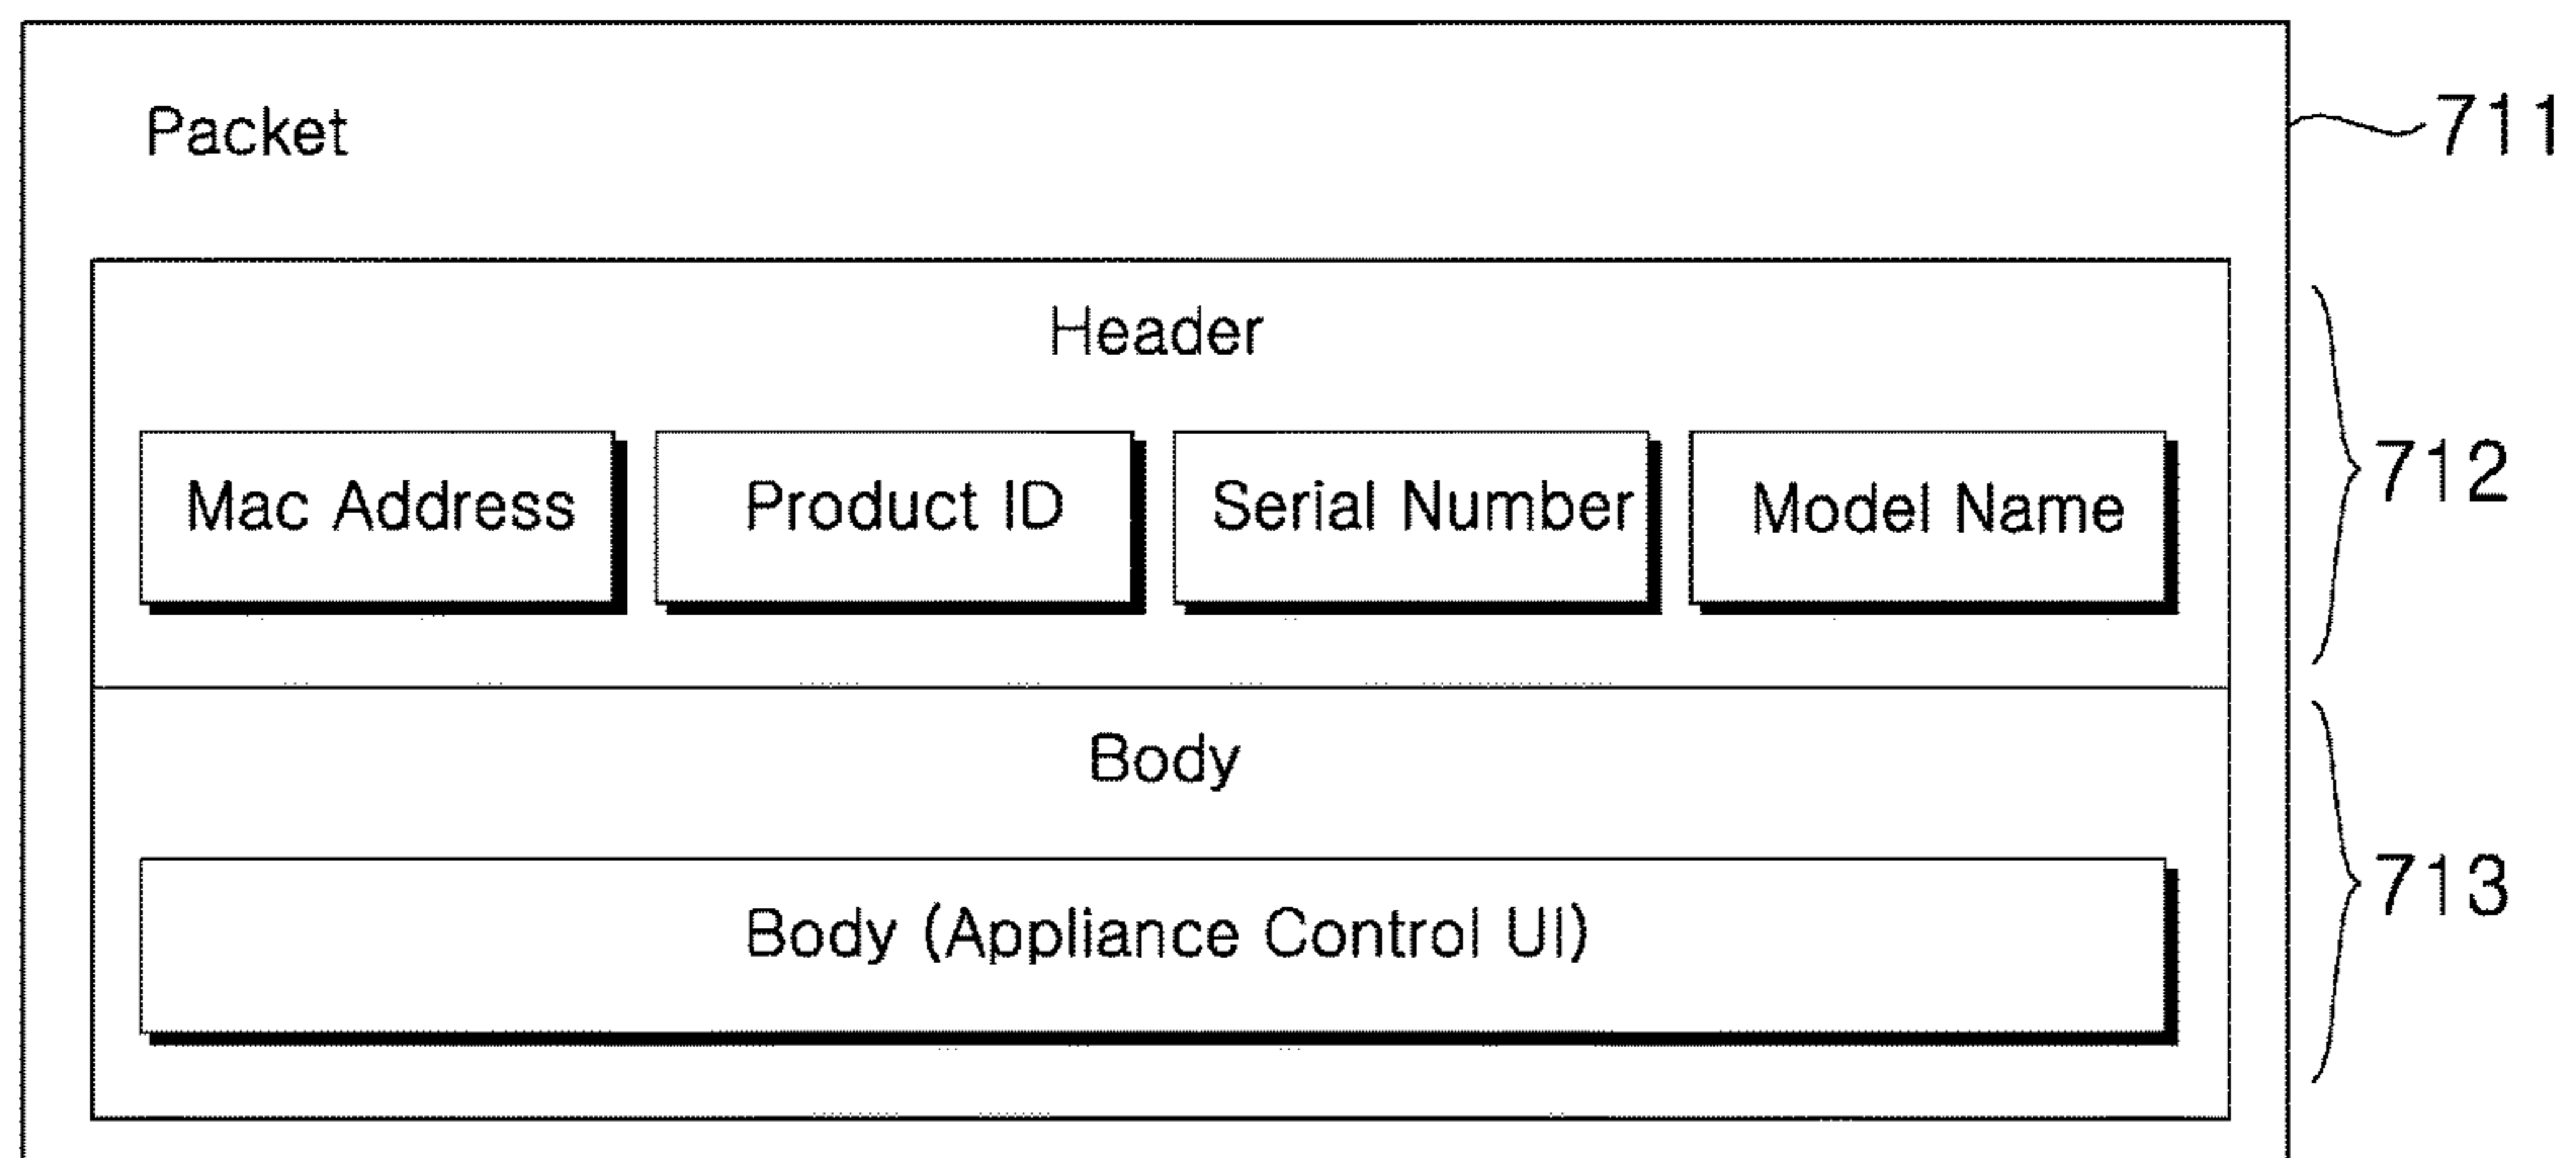 Packet
711
Header
712
Mac Address
Product ID
Serial Number
Model Name
Body
713
Body (Appliance Control UI)